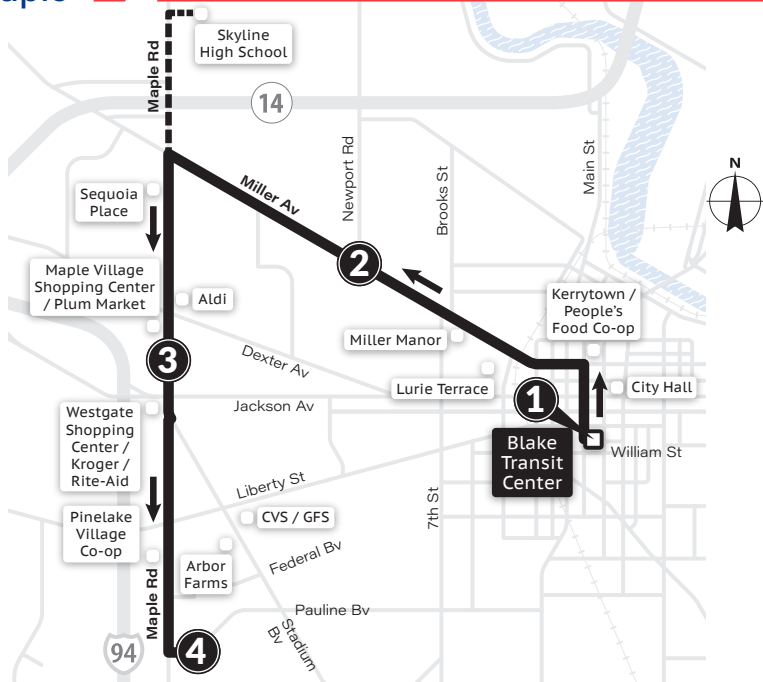 Skyline
High School
Maple Rd
14
N
Newport Rd
Brooks St
Main St
Miller Av
Sequoia
Place
2
Maple Village
Shopping Center
/ Plum Market
Aldi
Kerrytown /
People's
Food Co-op
Miller Manor
3
Dexter Av
Lurie Terrace
City Hall
1
Jackson Av
Westgate
Shopping
Center /
Kroger /
Rite-Aid
Blake
Transit
Center
William St
Liberty St
7th St
Pinelake
Village
Co-op
CVS / GFS
Arbor
Farms
Federal Bv
Maple Rd
Pauline Bv
Stadium
Bv
94
4